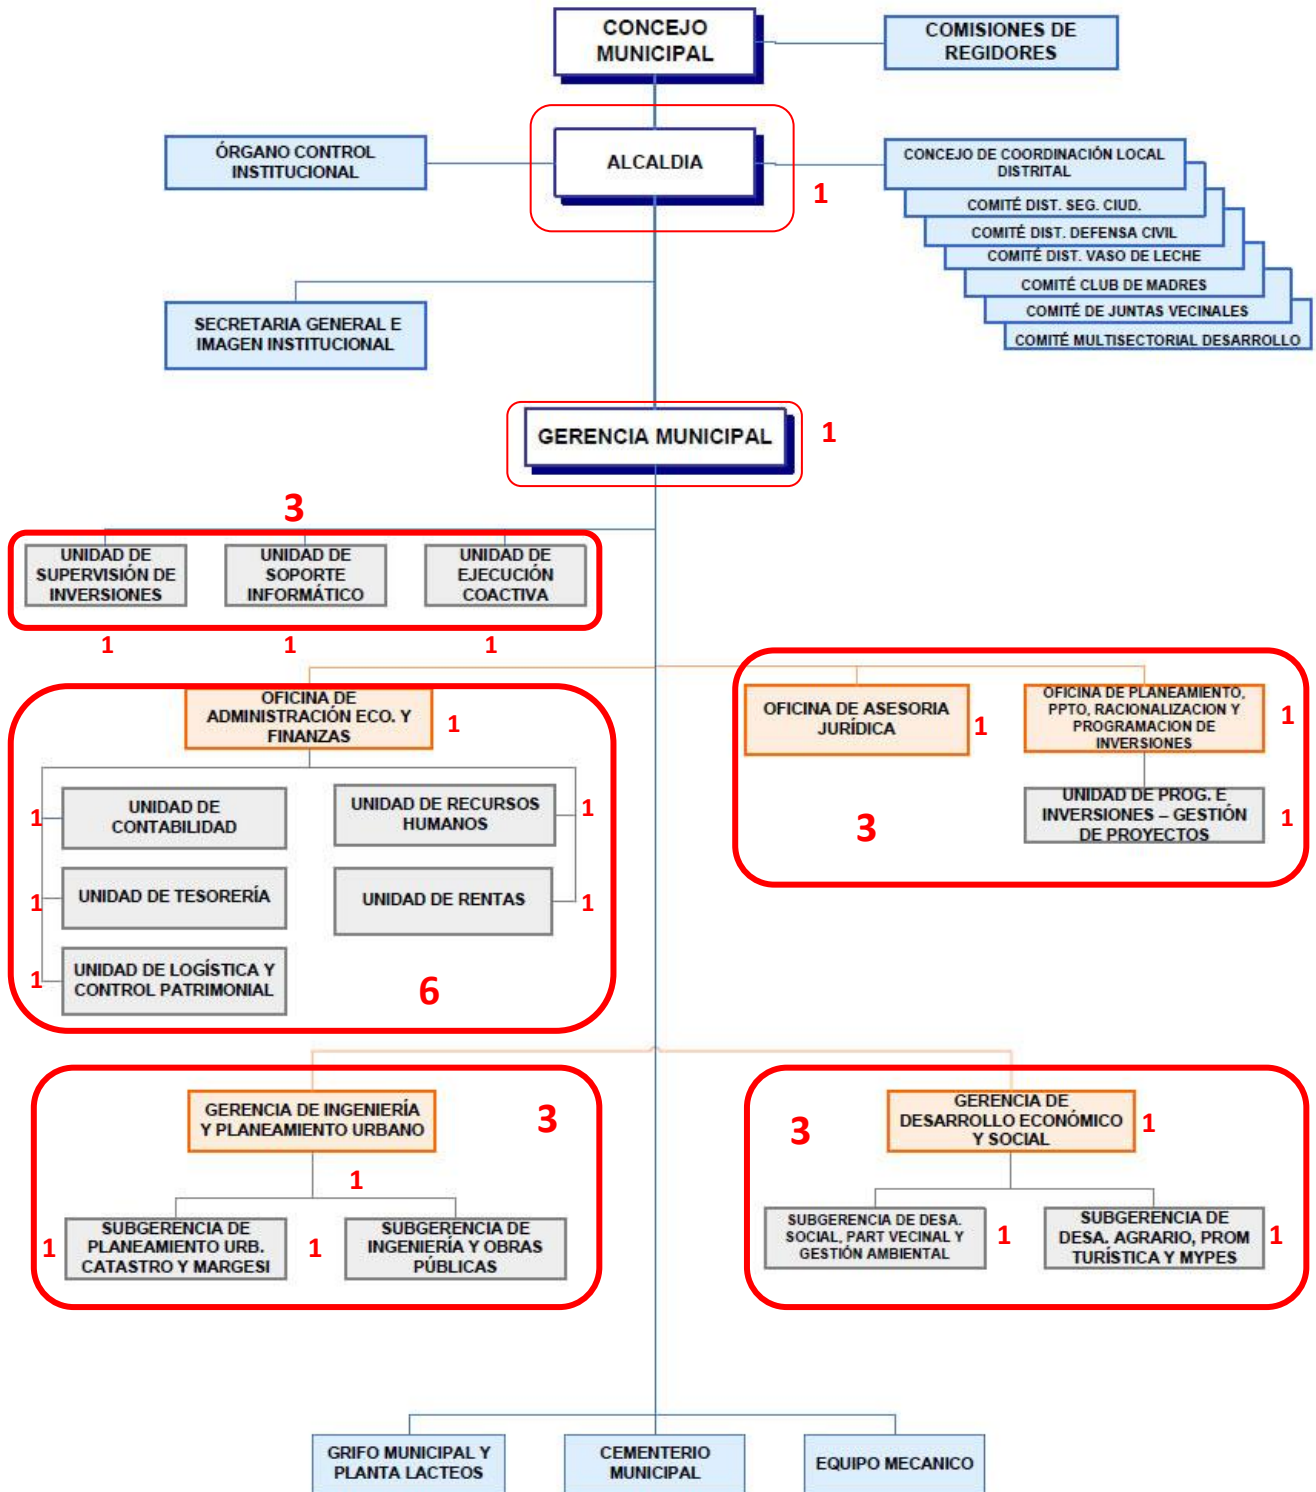 CONCEJO
MUNICIPAL
COMISIONES DE
REGIDORES
ÓRGANO CONTROL
INSTITUCIONAL
ALCALDIA
1
CONCEJO DE COORDINACIÓN LOCAL
DISTRITAL
COMITÉ DIST. SEG. CIUD.
COMITÉ DIST. DEFENSA CIVIL
COMITÉ DIST. VASO DE LECHE
COMITÉ CLUB DE MADRES
COMITÉ DE JUNTAS VECINALES
COMITÉ MULTISECTORIAL DESARROLLO
SECRETARIA GENERAL E
IMAGEN INSTITUCIONAL
GERENCIA MUNICIPAL
1
3
UNIDAD DE
SUPERVISIÓN DE
INVERSIONES
UNIDAD DE
SOPORTE
INFORMÁTICO
UNIDAD DE
EJECUCIÓN
COACTIVA
1
1
1
OFICINA DE
ADMINISTRACIÓN ECO. Y
FINANZAS
1
OFICINA DE ASESORIA
JURÍDICA
1
OFICINA DE PLANEAMIENTO,
PPTO, RACIONALIZACION Y
PROGRAMACION DE
INVERSIONES
1
1
UNIDAD DE
CONTABILIDAD
UNIDAD DE RECURSOS
HUMANOS
1
3
UNIDAD DE PROG. E
INVERSIONES – GESTIÓN
DE PROYECTOS
1
1
UNIDAD DE TESORERÍA
UNIDAD DE RENTAS
1
1
UNIDAD DE LOGÍSTICA Y
CONTROL PATRIMONIAL
6
GERENCIA DE INGENIERÍA
Y PLANEAMIENTO URBANO
3
1
3
GERENCIA DE
DESARROLLO ECONÓMICO
Y SOCIAL
1
1
SUBGERENCIA DE
PLANEAMIENTO URB.
CATASTRO Y MARGESI
1
SUBGERENCIA DE
INGENIERÍA Y OBRAS
PÚBLICAS
SUBGERENCIA DE DESA.
SOCIAL, PART VECINAL Y
GESTIÓN AMBIENTAL
1
SUBGERENCIA DE
DESA. AGRARIO, PROM
TURÍSTICA Y MYPES
1
GRIFO MUNICIPAL Y
PLANTA LACTEOS
CEMENTERIO
MUNICIPAL
EQUIPO MECANICO